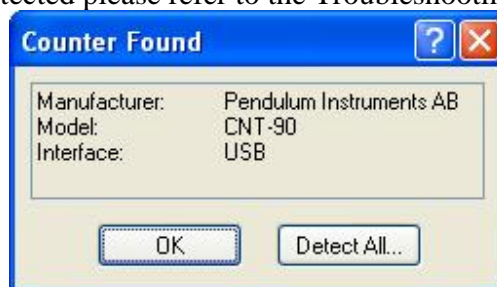 tected please refer to the Troubleshootin
Counter Found
Manufacturer: Pendulum Instruments AB
Model: CNT-90
Interface: USB
OK Detect All...